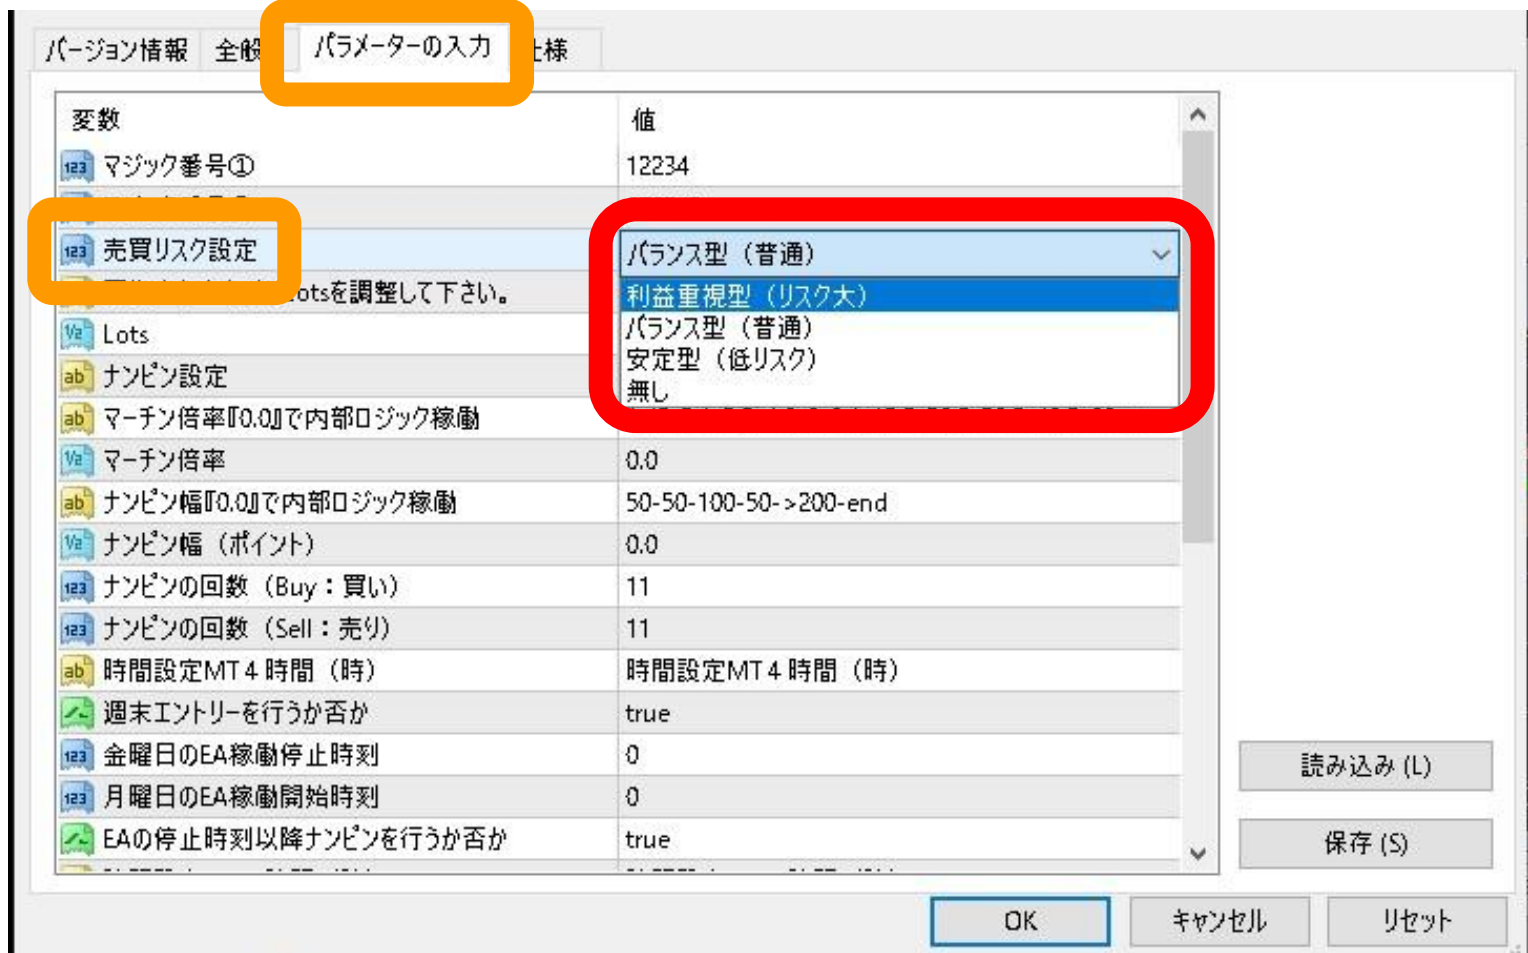 バージョン情報 全般 パラメーターの入力 仕様
変数 値
マジック番号① 12234
売買リスク設定 バランス型（普通）
Lotsを調整して下さい。 利益重視型（リスク大）
バランス型（普通）
Lots
安定型（低リスク）
ナンピン設定
無し
マーチン倍率『0.0』で内部ロジック稼働
マーチン倍率 0.0
ナンピン幅『0.0』で内部ロジック稼働 50-50-100-50->200-end
ナンピン幅（ポイント） 0.0
ナンピンの回数（Buy：買い） 11
ナンピンの回数（Sell：売り） 11
時間設定MT４時間（時） 時間設定MT４時間（時）
週末エントリーを行うか否か true
金曜日のEA稼働停止時刻 0
月曜日のEA稼働開始時刻 0
EAの停止時刻以降ナンピンを行うか否か true
読み込み (L)
保存 (S)
OK キャンセル リセット